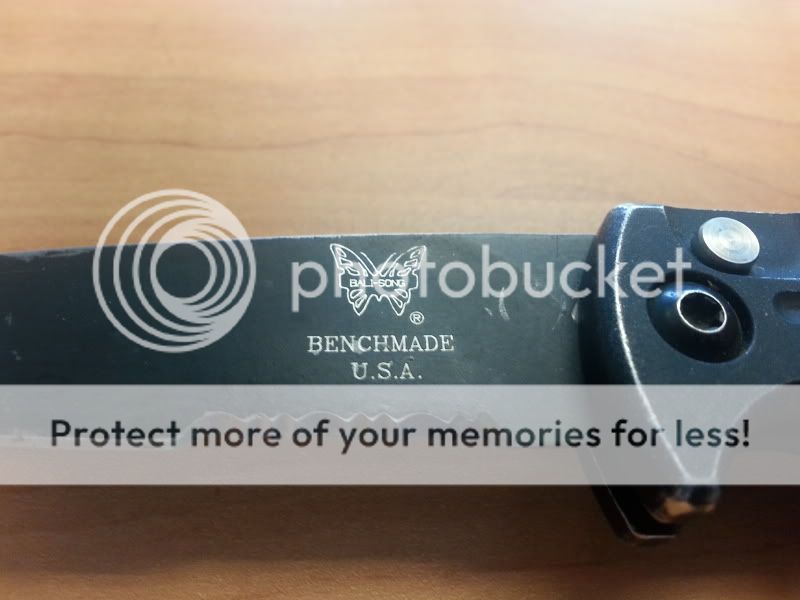 photobucket
BALI-SONG
®
BENCHMADE
U.S.A.
Protect more of your memories for less!